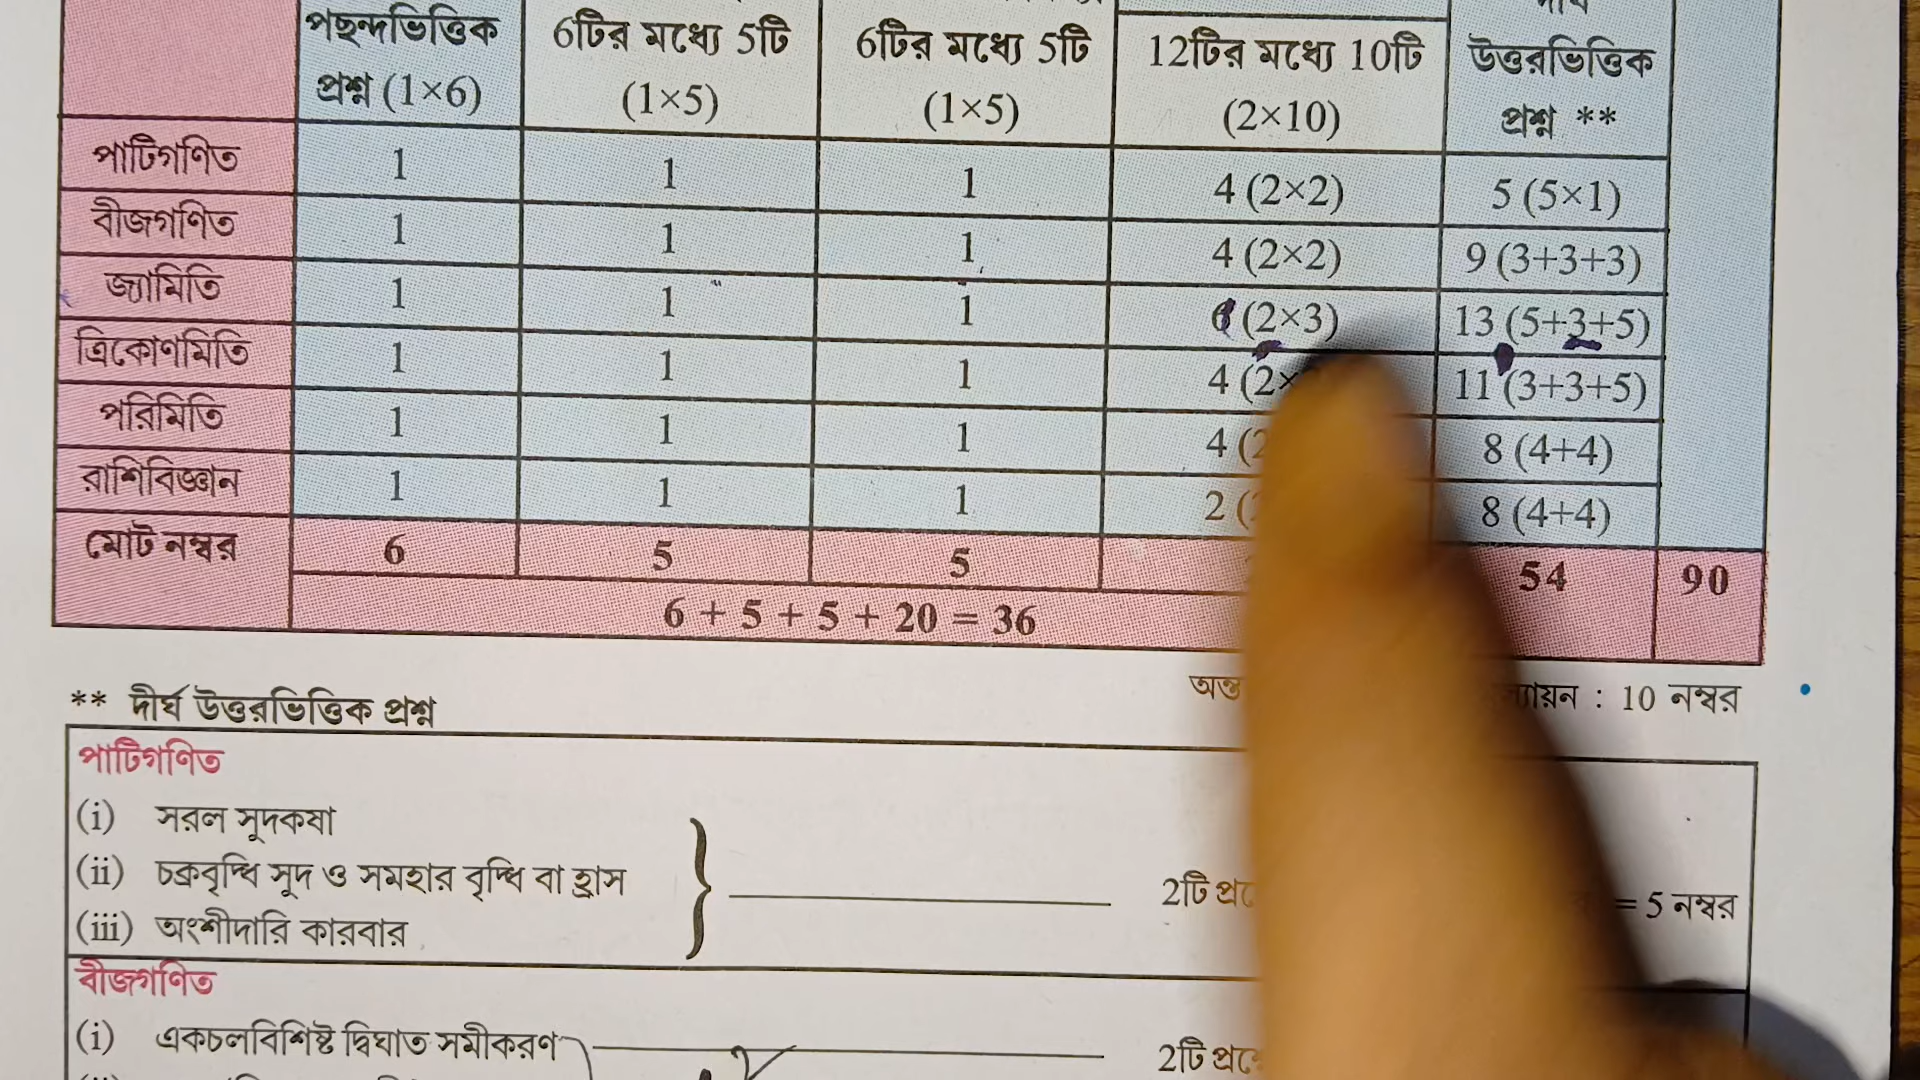 পছন্দভিত্তিক প্রশ্ন (1×6) 6টির মধ্যে 5টি (1×5) 6টির মধ্যে 5টি (1×5) 12টির মধ্যে 10টি (2×10) উত্তরভিত্তিক প্রশ্ন **
পাটিগণিত 1 1 1 4 (2×2) 5 (5×1)
বীজগণিত 1 1 1 4 (2×2) 9 (3+3+3)
জ্যামিতি 1 1 1 6 (2×3) 13 (5+3+5)
ত্রিকোণমিতি 1 1 1 4 (2× 11 (3+3+5)
পরিমিতি 1 1 1 4 (2 8 (4+4)
রাশিবিজ্ঞান 1 1 1 2 ( 8 (4+4)
মোট নম্বর 6 5 5 54 90
6 + 5 + 5 + 20 = 36
** দীর্ঘ উত্তরভিত্তিক প্রশ্ন : 10 নম্বর
পাটিগণিত
(i) সরল সুদকষা
(ii) চক্রবৃদ্ধি সুদ ও সমহার বৃদ্ধি বা হ্রাস
2টি = 5 নম্বর
(iii) অংশীদারি কারবার
বীজগণিত
(i) একচলবিশিষ্ট দ্বিঘাত সমীকরণ 2টি